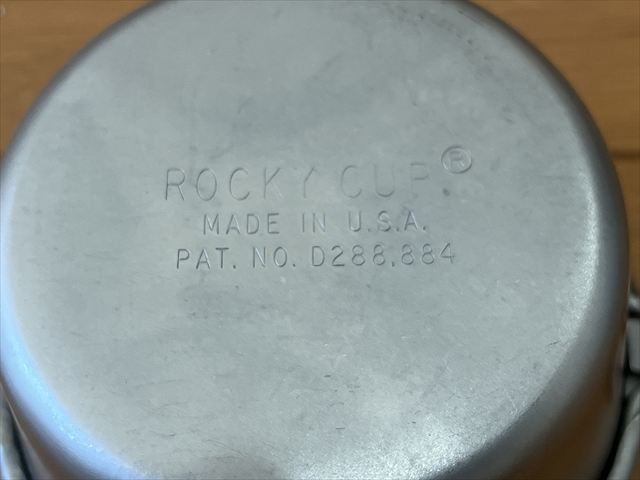 ROCKY CUP®
MADE IN U.S.A.
PAT. NO. D288,884